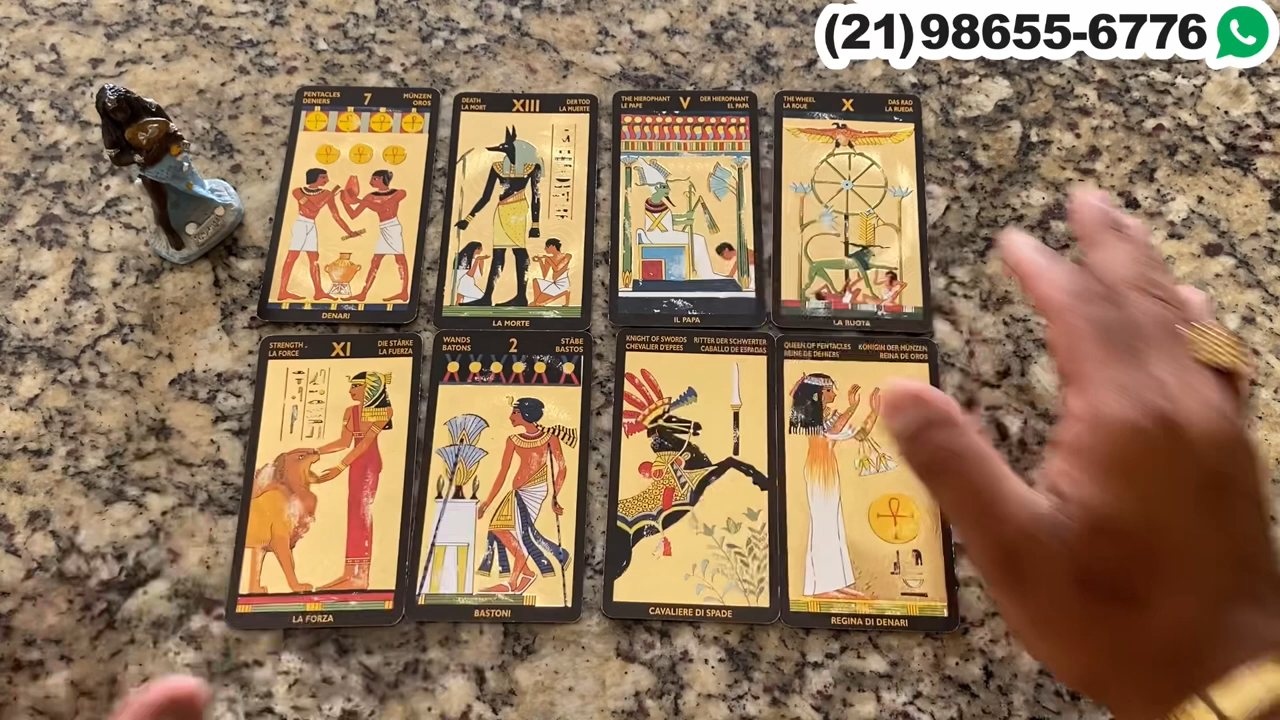 (21)98655-6776
PENTACLES
DENIERS
7
MÜNZEN
OROS
DENARI
DEATH
LA MORT
XIII
DER TOD
LA MUERTE
LA MORTE
THE HIEROPHANT
LE PAPE
V
DER HIEROPHANT
EL PAPA
IL PAPA
THE WHEEL
LA ROUE
X
DAS RAD
LA RUEDA
LA RUOTA
STRENGTH
LA FORCE
XI
DIE STÄRKE
LA FUERZA
LA FORZA
WANDS
BATONS
2
STÄBE
BASTOS
BASTONI
KNIGHT OF SWORDS
CHEVALIER D'EPEES
RITTER DER SCHWERTER
CABALLO DE ESPADAS
CAVALIERE DI SPADE
QUEEN OF PENTACLES
REINE DE DENIERS
KÖNIGIN DER MÜNZEN
REINA DE OROS
REGINA DI DENARI